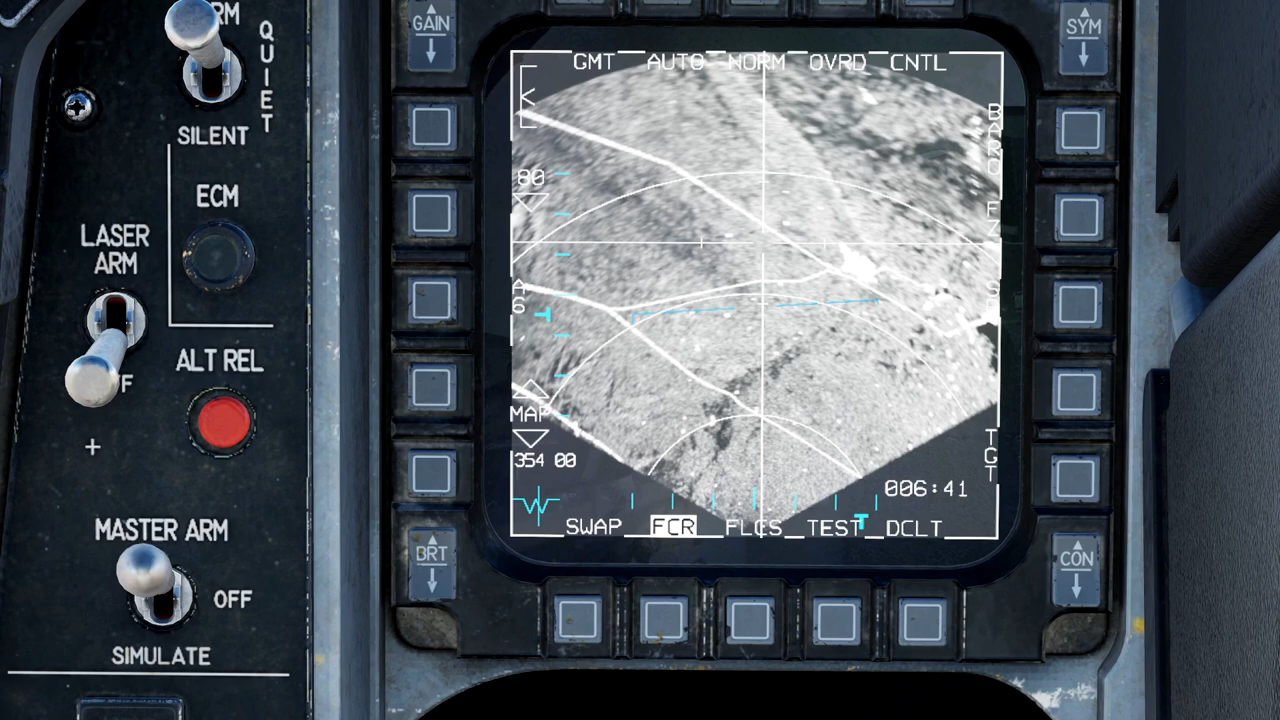 RM
QUIET
SILENT
ECM
LASER
ARM
ALT REL
MASTER ARM
OFF
SIMULATE
GAIN
SYM
BRT
CON
GMT AUTO NORM OVRD CNTL
BARO
80
A
6
MAP
354 00
TGT
006:41
SWAP FCR FLCS TEST DCLT